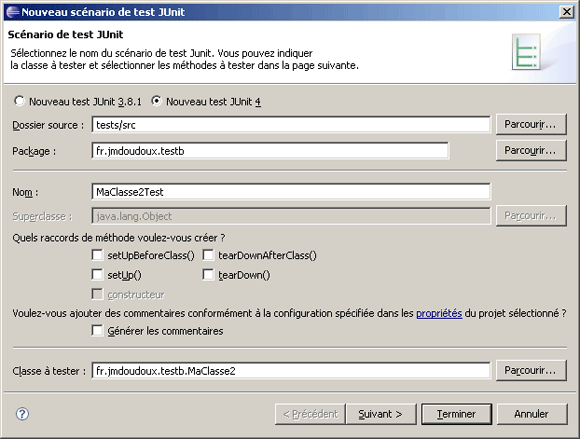 Nouveau scénario de test JUnit
Scénario de test JUnit
Sélectionnez le nom du scénario de test Junit. Vous pouvez indiquer
la classe à tester et sélectionner les méthodes à tester dans la page suivante.
Nouveau test JUnit 3.8.1 Nouveau test JUnit 4
Dossier source : tests/src Parcourir...
Package : fr.jmdoudoux.testb Parcourir...
Nom : MaClasse2Test
Superclasse : java.lang.Object Parcourir...
Quels raccords de méthode voulez-vous créer ?
setUpBeforeClass() tearDownAfterClass()
setUp() tearDown()
constructeur
Voulez-vous ajouter des commentaires conformément à la configuration spécifiée dans les propriétés du projet sélectionné ?
Générer les commentaires
Classe à tester : fr.jmdoudoux.testb.MaClasse2 Parcourir...
? < Précédent Suivant > Terminer Annuler